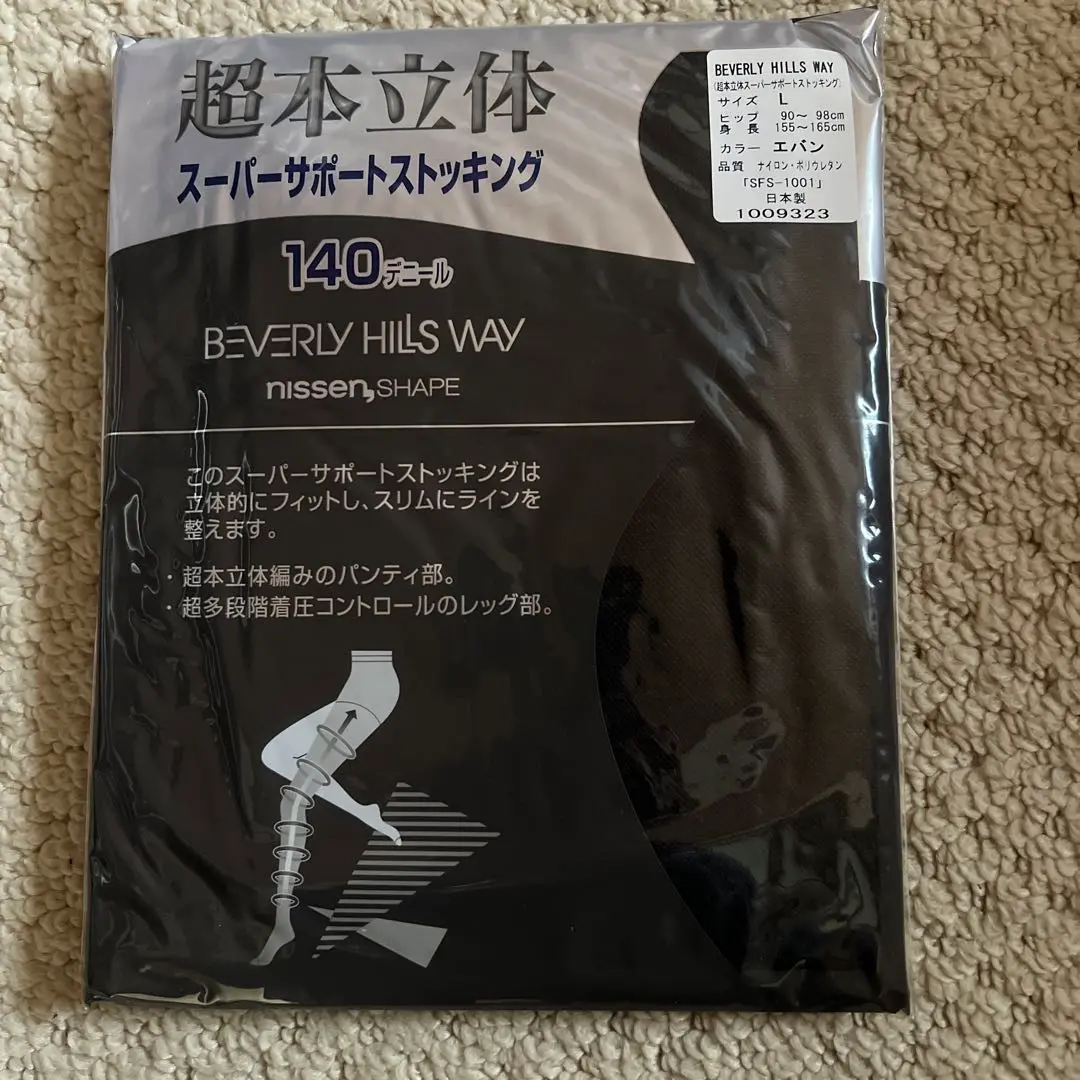 超本立体
スーパーサポートストッキング
140デニール
BEVERLY HILLS WAY
nissen, SHAPE
このスーパーサポートストッキングは
立体的にフィットし、スリムにラインを
整えます。
・超本立体編みのパンティ部。
・超多段階着圧コントロールのレッグ部。
BEVERLY HILLS WAY
(超本立体スーパーサポートストッキング)
サイズ L
ヒップ 90～ 98cm
身長 155～165cm
カラー エバン
品質 ナイロン・ポリウレタン
「SFS-1001」
日本製
1009323